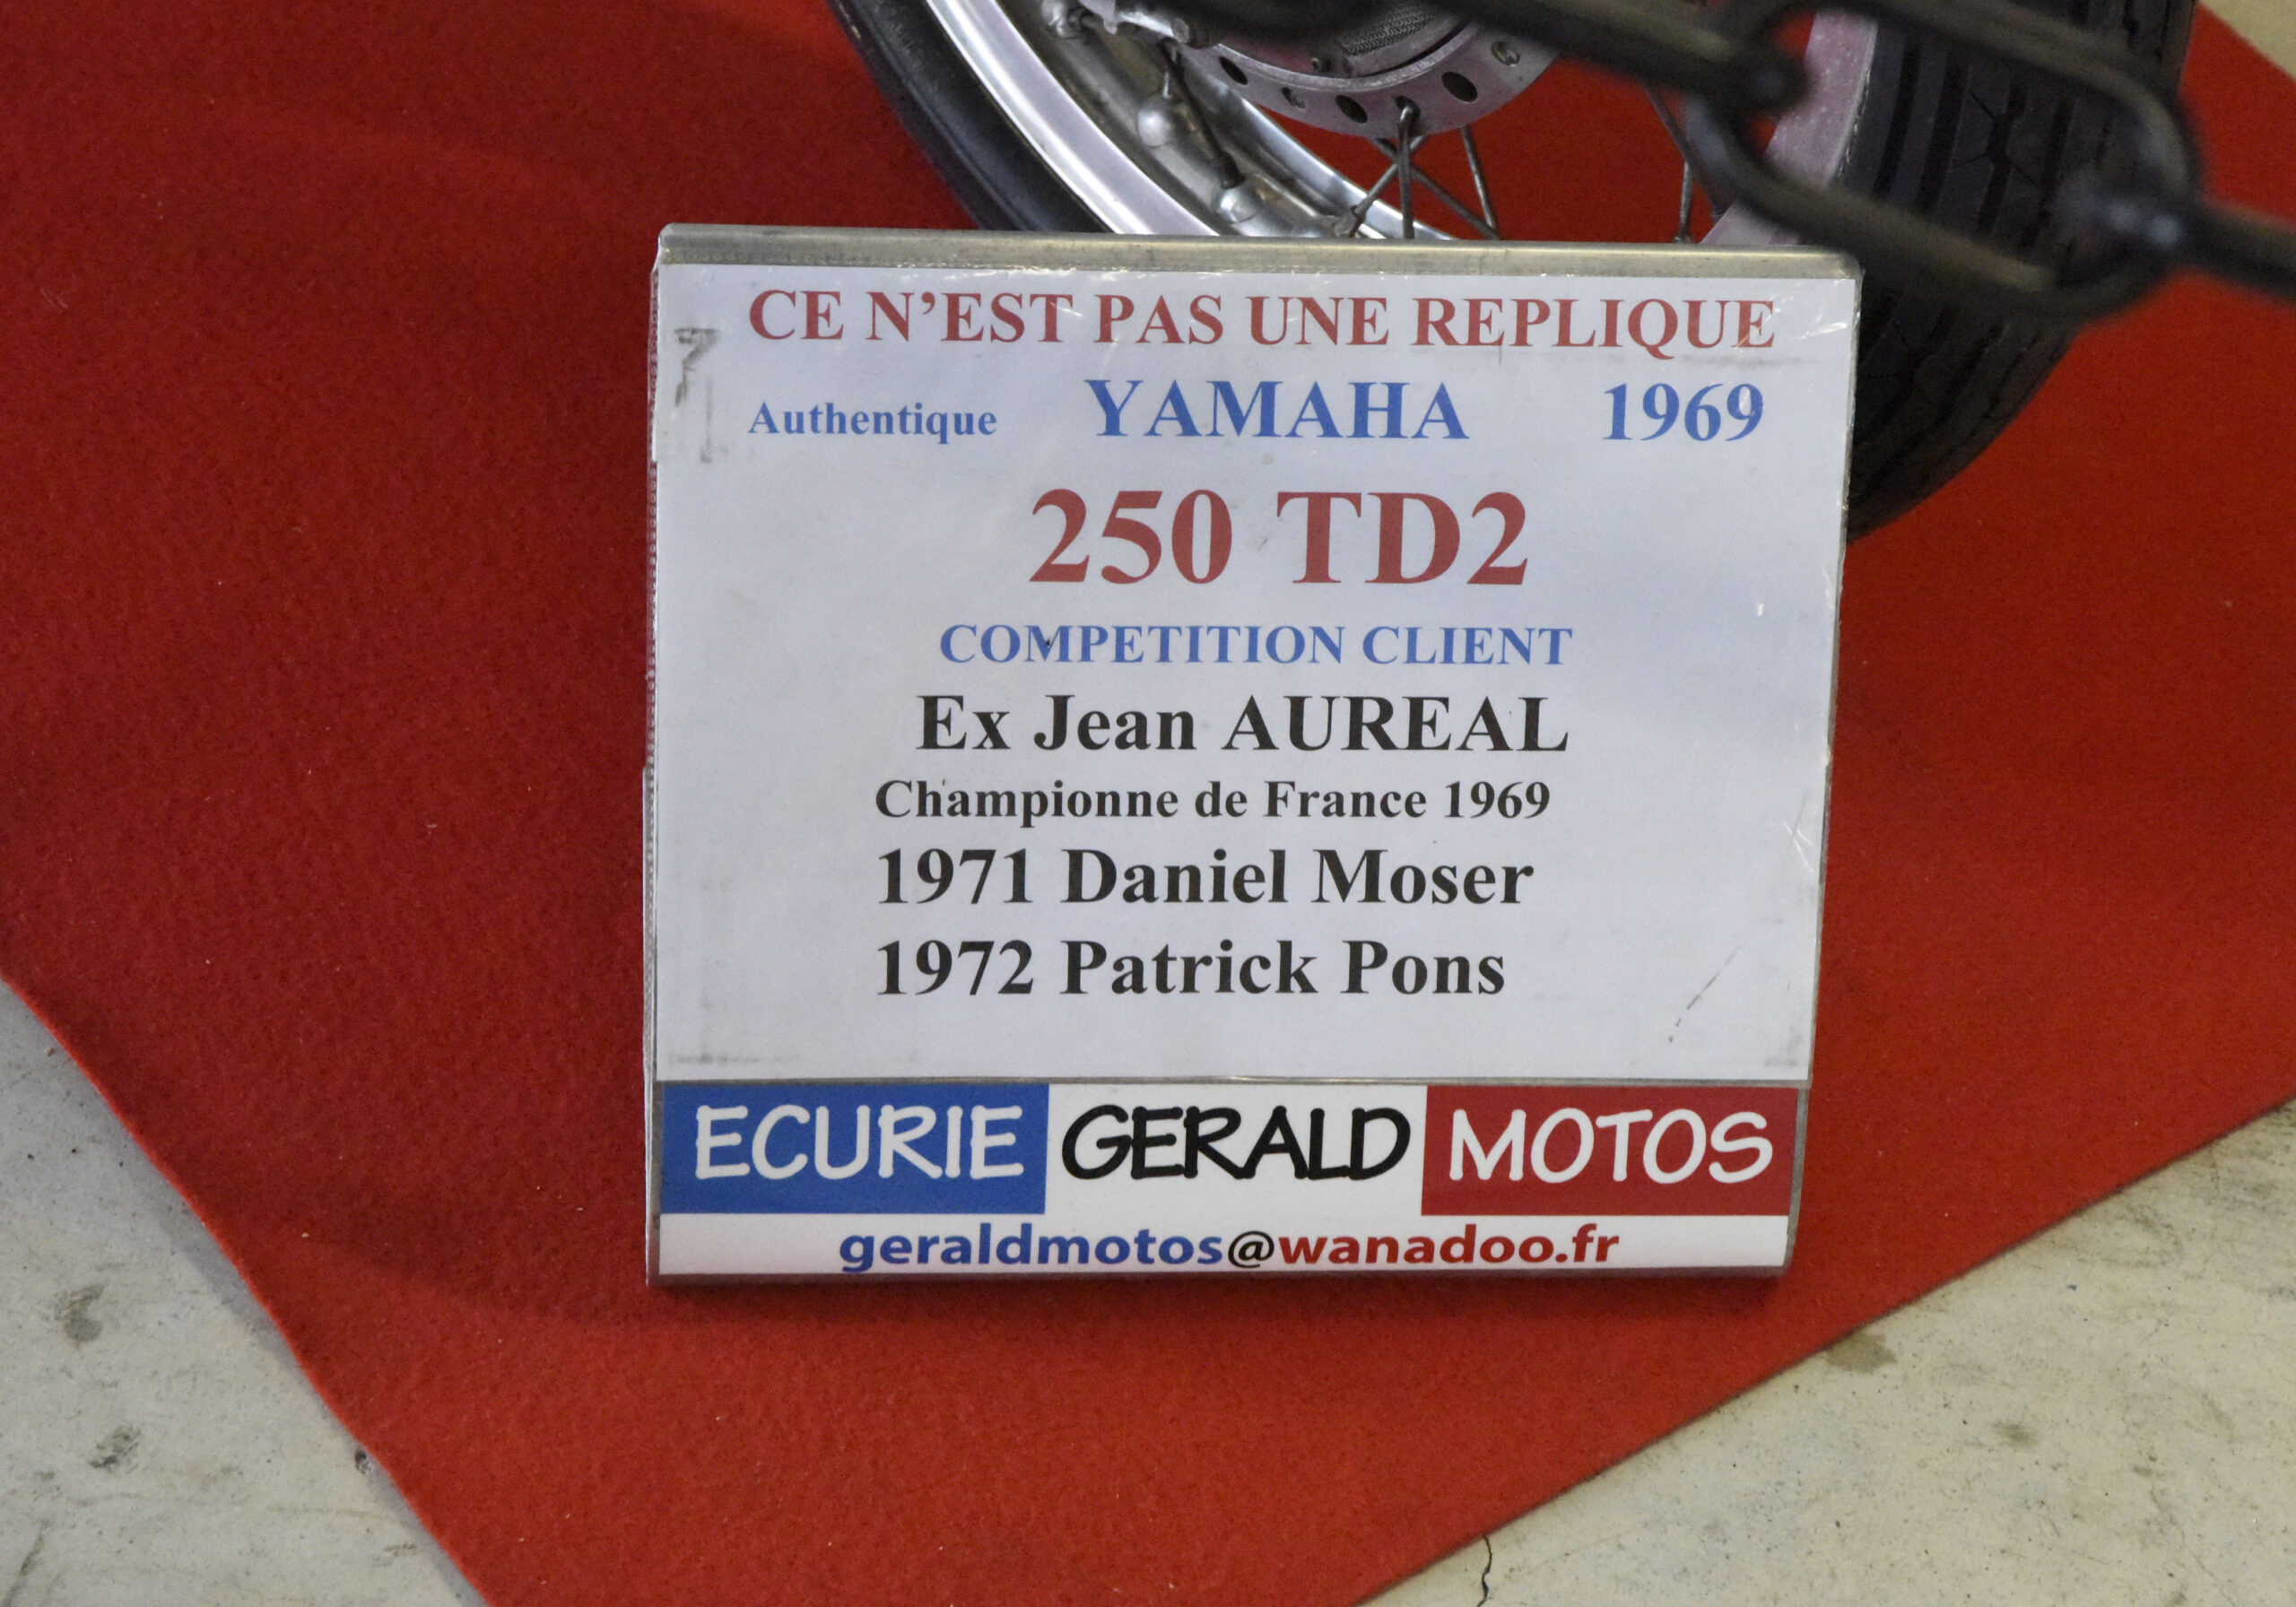 CE N'EST PAS UNE REPLIQUE
Authentique YAMAHA 1969
250 TD2
COMPETITION CLIENT
Ex Jean AUREAL
Championne de France 1969
1971 Daniel Moser
1972 Patrick Pons
ECURIE GERALD MOTOS
geraldmotos@wanadoo.fr